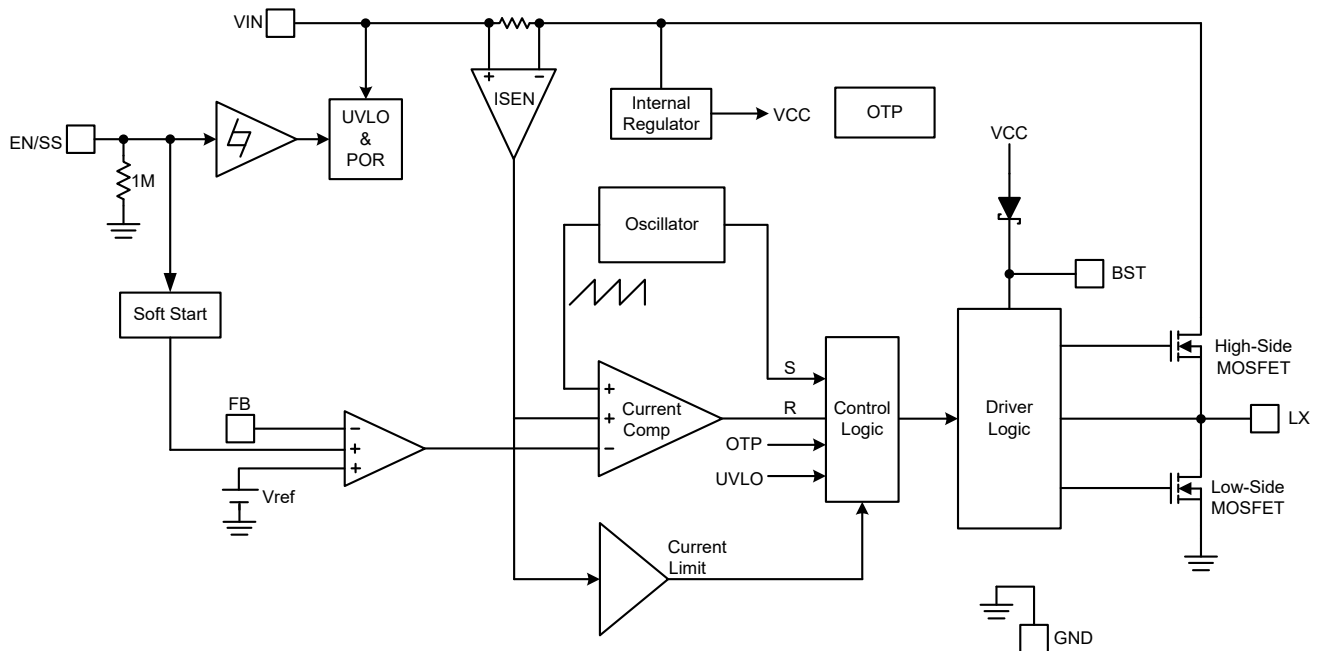 VIN
+ −
ISEN
UVLO
&
POR
Internal
Regulator
VCC
OTP
EN/SS
1M
VCC
Oscillator
BST
Soft Start
High-Side
MOSFET
S
FB
−
+
+
+
+
−
Current
Comp
R
Control
Logic
Driver
Logic
LX
OTP
UVLO
Vref
Low-Side
MOSFET
Current
Limit
GND